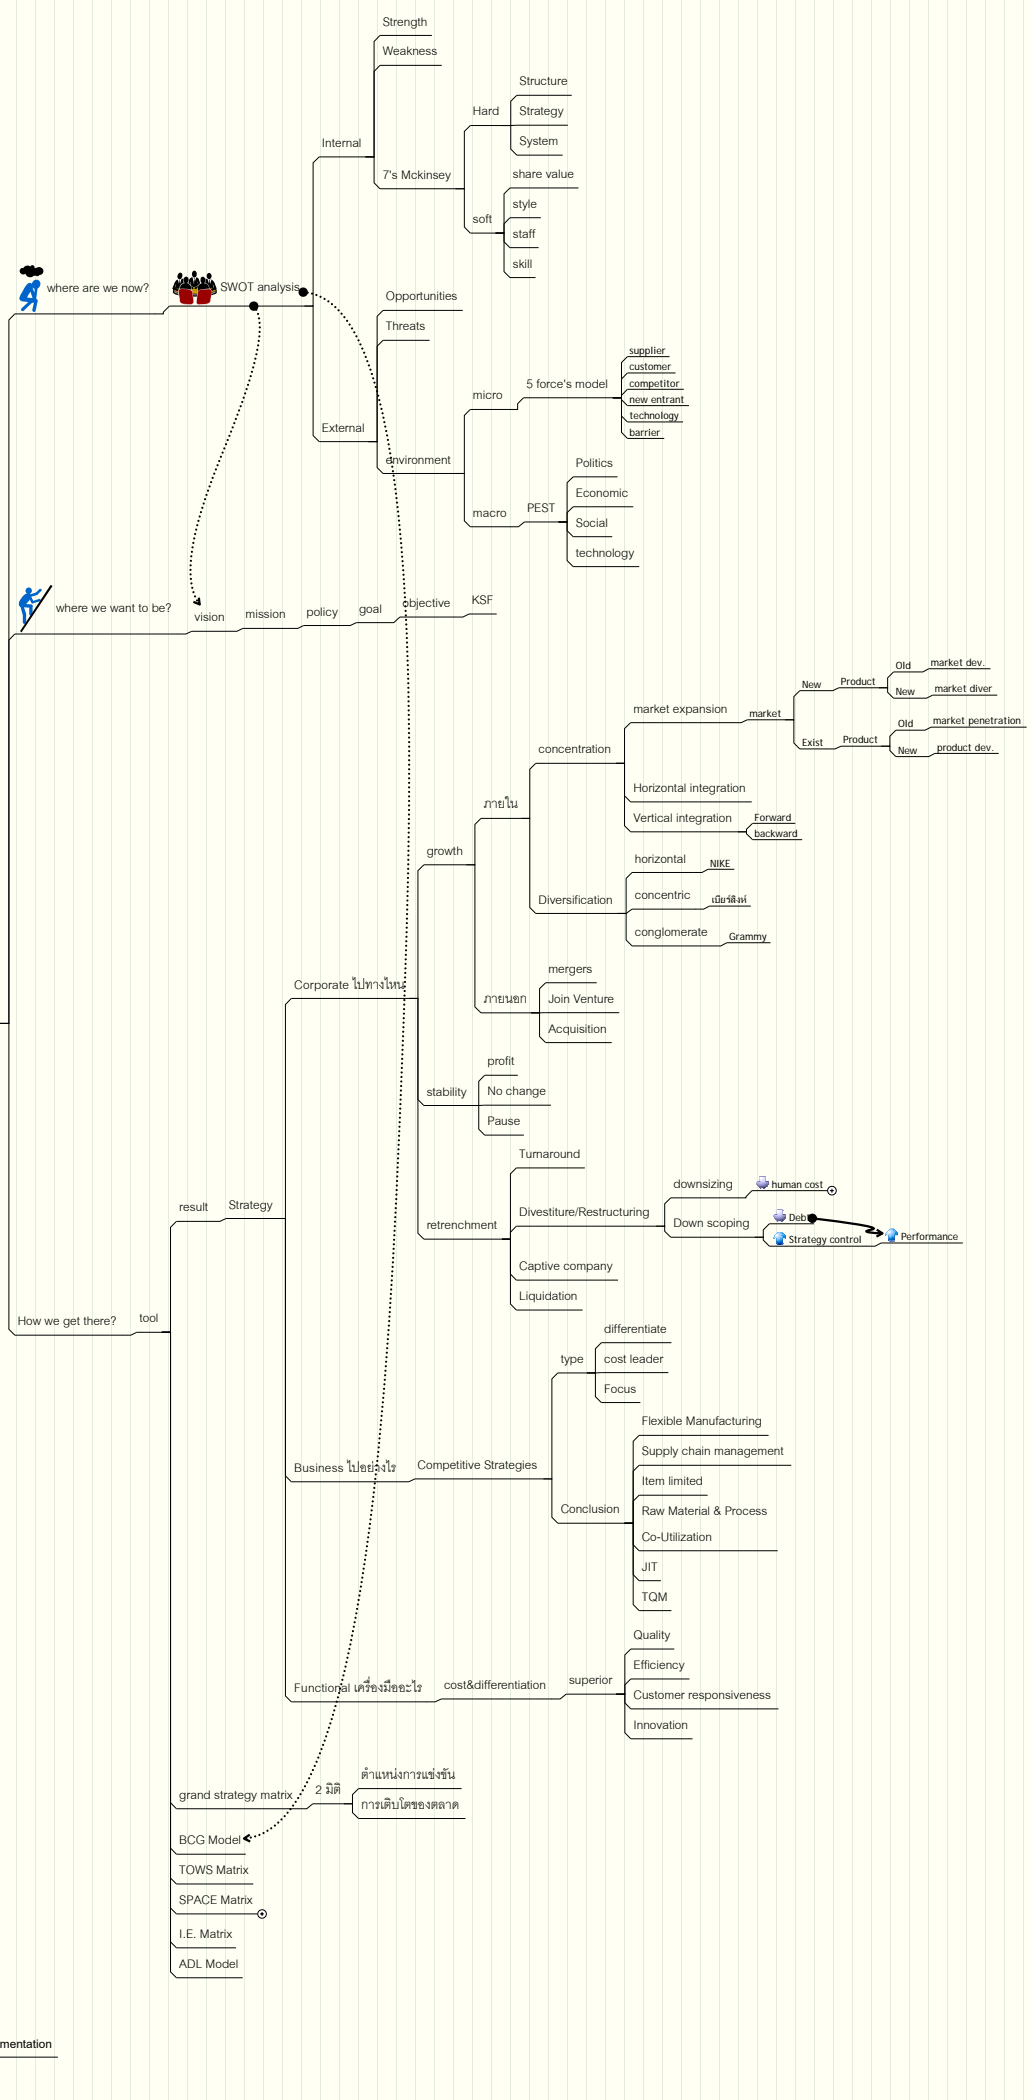 Strength
Weakness
Structure
Hard
Strategy
System
Internal
7's Mckinsey
share value
style
soft
staff
skill
where are we now?
SWOT analysis
Opportunities
Threats
supplier
customer
5 force's model
competitor
micro
new entrant
technology
barrier
External
environment
Politics
Economic
PEST
macro
Social
technology
where we want to be?
vision
mission
policy
goal
objective
KSF
Old
market dev.
New
Product
New
market diver
market expansion
market
Old
market penetration
Exist
Product
New
product dev.
concentration
Horizontal integration
ภายใน
Vertical integration
Forward
backward
growth
horizontal
NIKE
Diversification
concentric
เบียร์สิงห์
conglomerate
Grammy
Corporate ไปทางไหน
mergers
ภายนอก
Join Venture
Acquisition
profit
stability
No change
Pause
Turnaround
downsizing
human cost
result
Strategy
Divestiture/Restructuring
retrenchment
Down scoping
Debt
Strategy control
Performance
Captive company
Liquidation
How we get there?
tool
differentiate
type
cost leader
Focus
Flexible Manufacturing
Supply chain management
Business ไปอย่างไร
Competitive Strategies
Item limited
Conclusion
Raw Material & Process
Co-Utilization
JIT
TQM
Quality
Efficiency
Functional เครื่องมืออะไร
cost&differentiation
superior
Customer responsiveness
Innovation
ตำแหน่งการแข่งขัน
grand strategy matrix
2 มิติ
การเติบโตของตลาด
BCG Model
TOWS Matrix
SPACE Matrix
I.E. Matrix
ADL Model
mentation